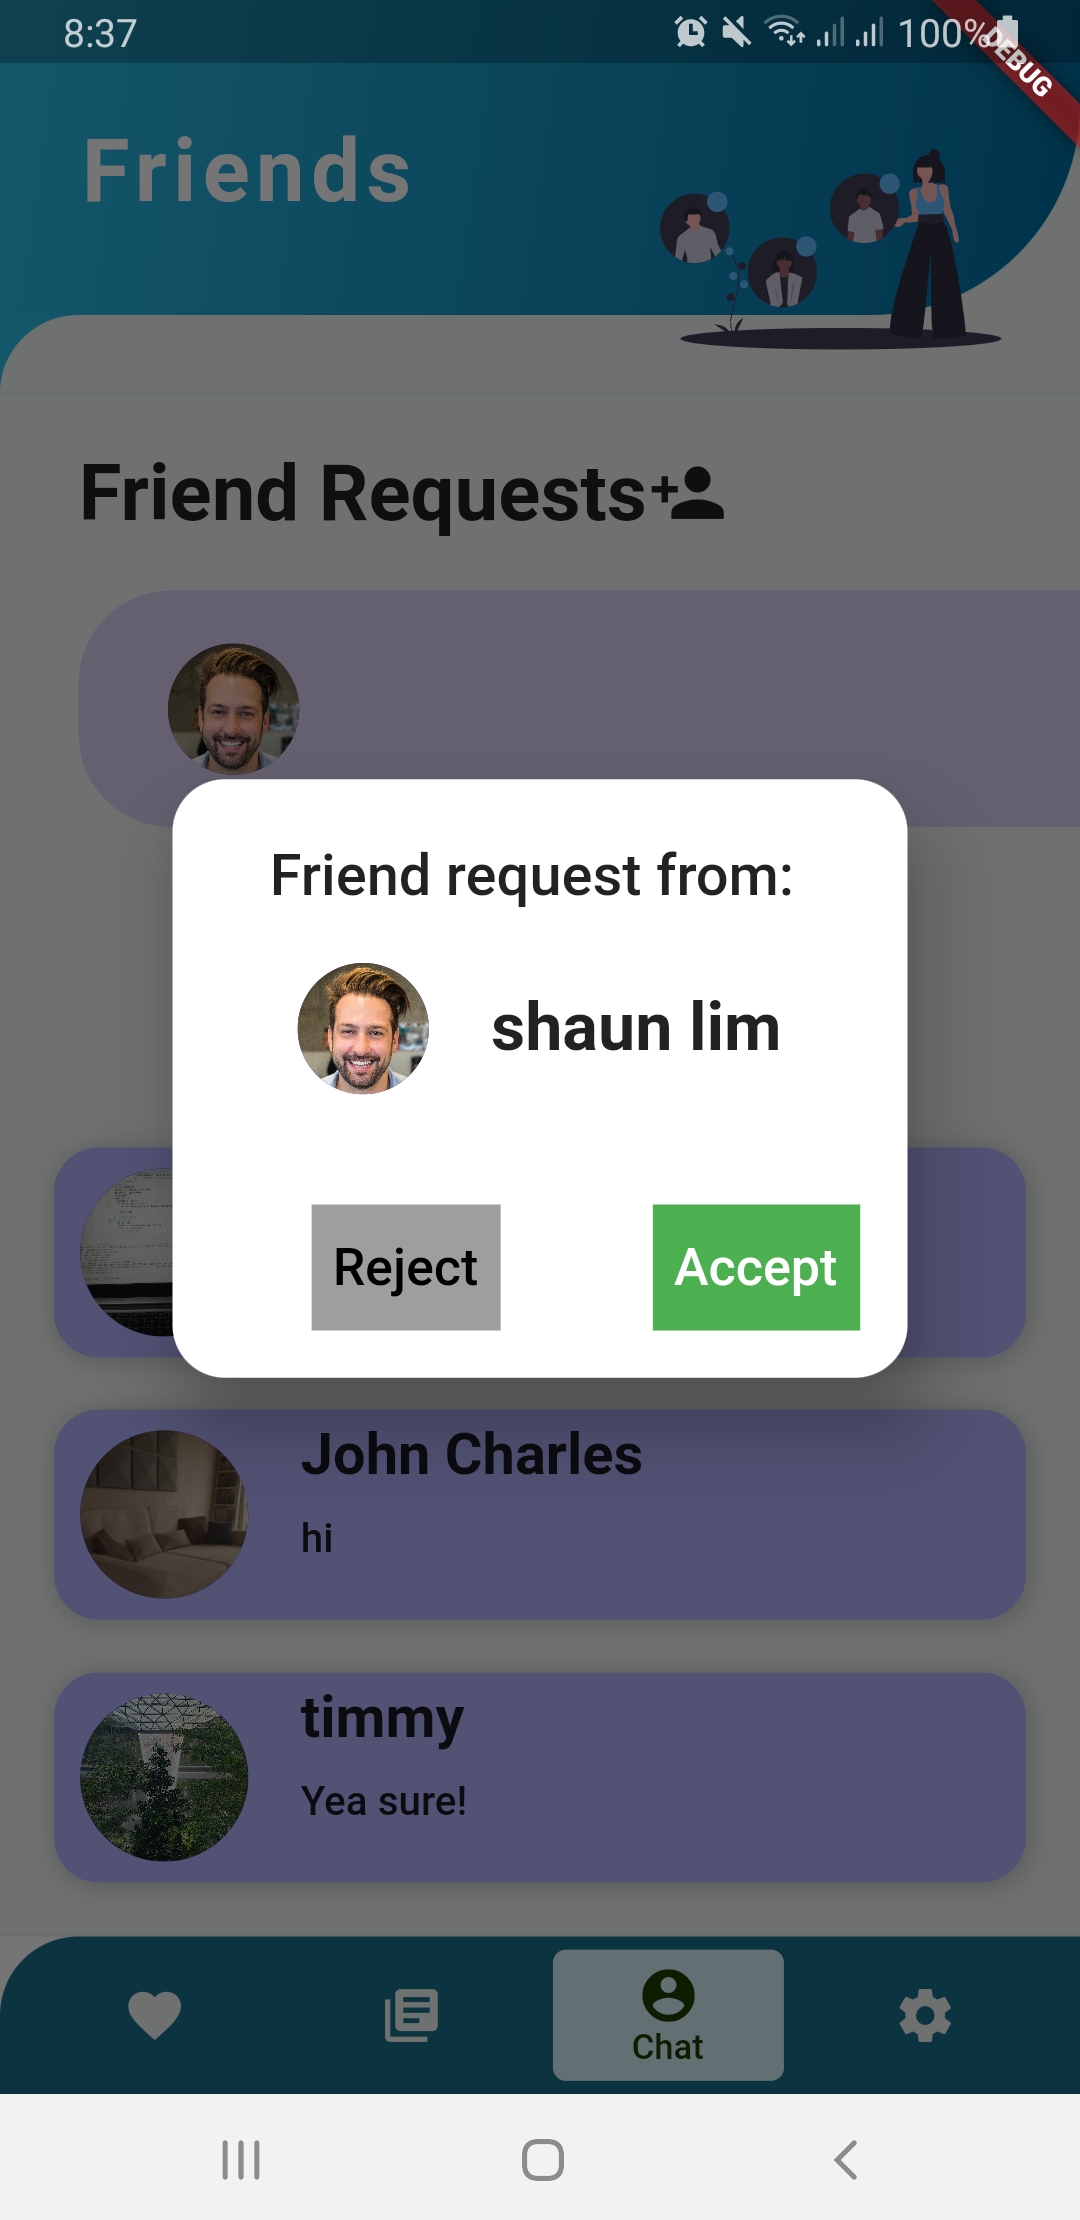 8:37
100%
DEBUG
Friends
Friend Requests
Friend request from:
shaun lim
Reject
Accept
John Charles
hi
timmy
Yea sure!
Chat